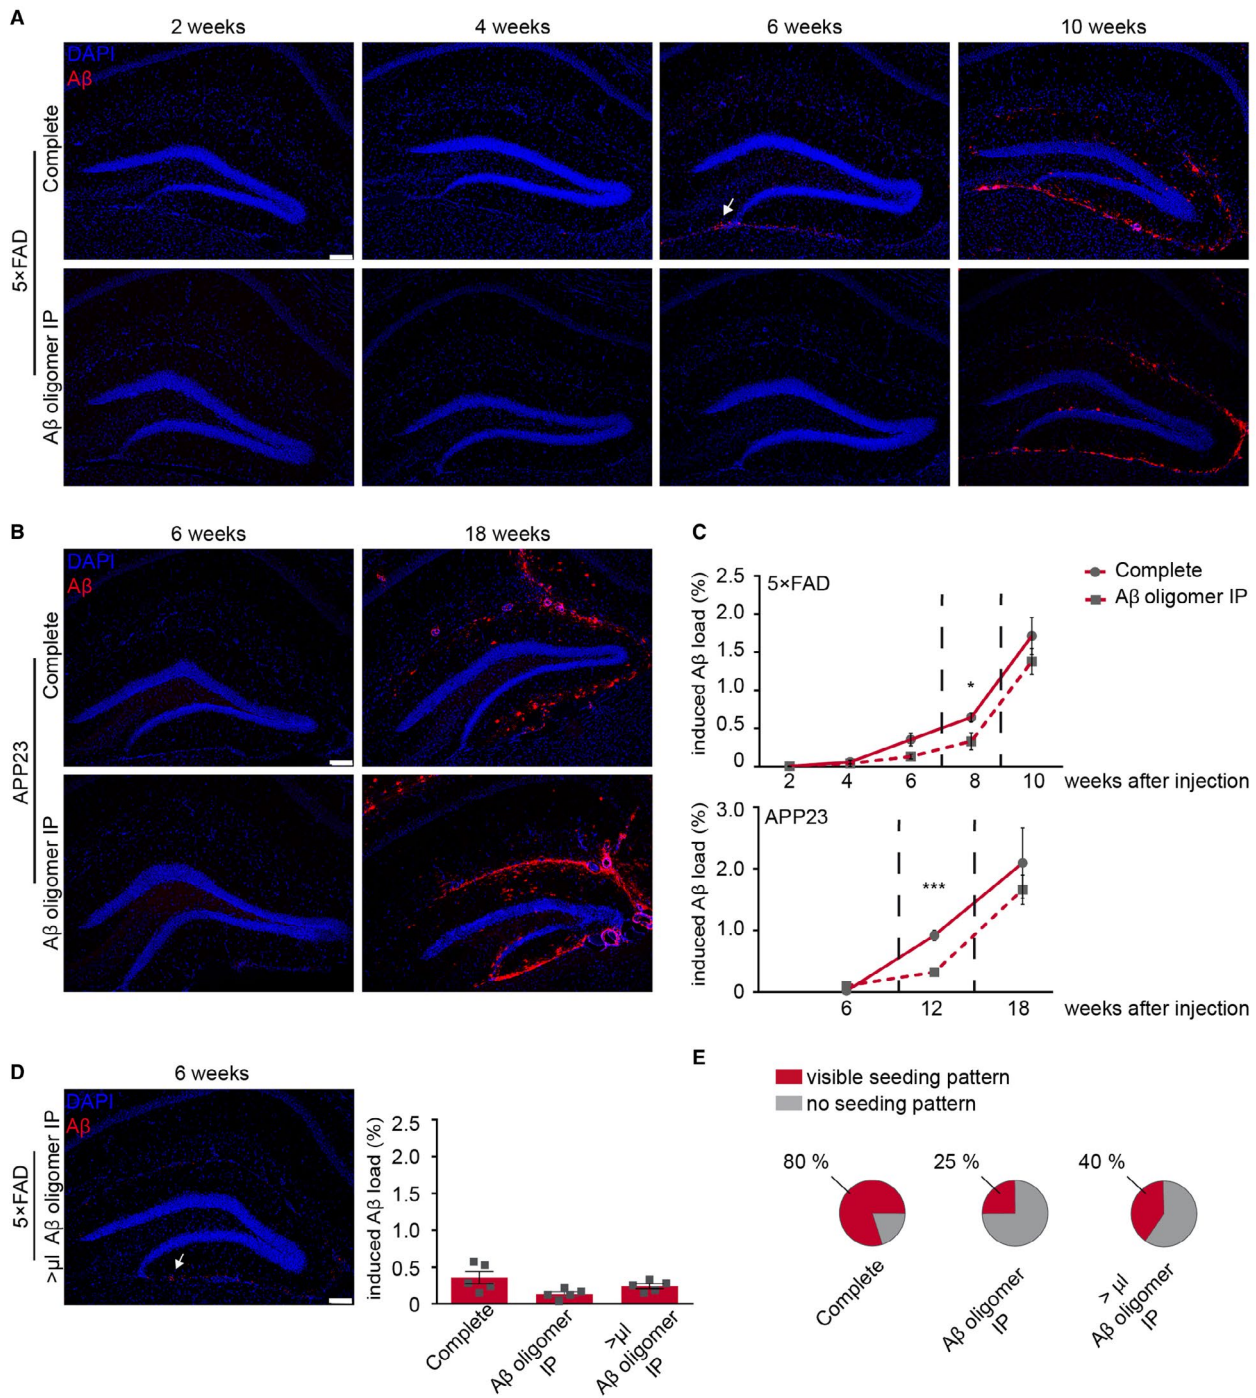 A
2 weeks
4 weeks
6 weeks
10 weeks
DAPI
Aβ
Complete
5×FAD
Aβ oligomer IP
B
6 weeks
18 weeks
DAPI
Aβ
Complete
APP23
Aβ oligomer IP
C
5×FAD
induced Aβ load (%)
2.5
2.0
1.5
1.0
0.5
0
*
2 4 6 8 10 weeks after injection
Complete
Aβ oligomer IP
APP23
induced Aβ load (%)
3.0
2.0
1.0
0
***
6 12 18 weeks after injection
D
6 weeks
DAPI
Aβ
5×FAD
>µl Aβ oligomer IP
induced Aβ load (%)
2.5
2.0
1.5
1.0
0.5
0
Complete
Aβ oligomer
IP
>µl
Aβ oligomer
IP
E
visible seeding pattern
no seeding pattern
80 %
25 %
40 %
Complete
Aβ oligomer
IP
> µl
Aβ oligomer
IP